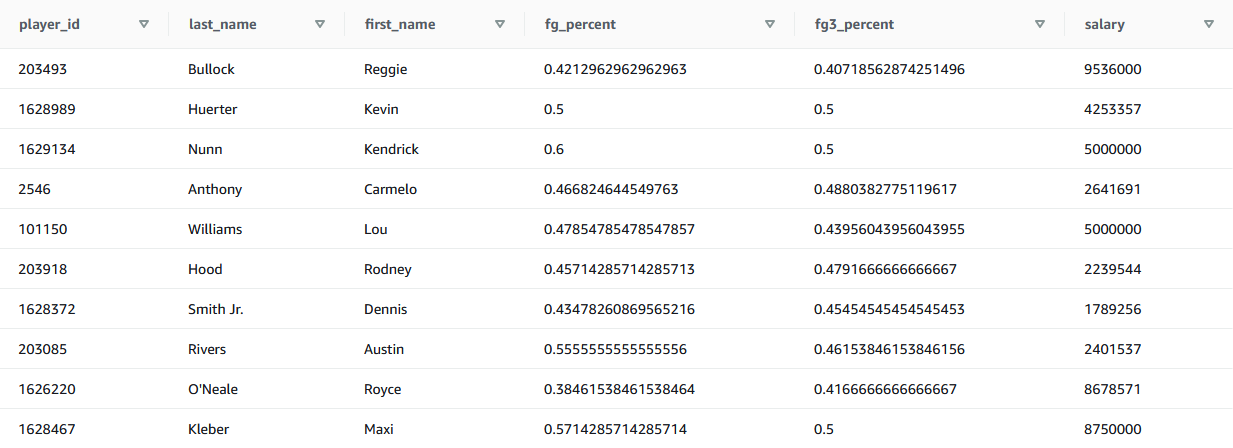 player_id last_name first_name fg_percent fg3_percent salary
203493 Bullock Reggie 0.4212962962962963 0.40718562874251496 9536000
1628989 Huerter Kevin 0.5 0.5 4253357
1629134 Nunn Kendrick 0.6 0.5 5000000
2546 Anthony Carmelo 0.466824644549763 0.4880382775119617 2641691
101150 Williams Lou 0.47854785478547857 0.43956043956043955 5000000
203918 Hood Rodney 0.45714285714285713 0.4791666666666667 2239544
1628372 Smith Jr. Dennis 0.43478260869565216 0.45454545454545453 1789256
203085 Rivers Austin 0.5555555555555556 0.46153846153846156 2401537
1626220 O'Neale Royce 0.38461538461538464 0.4166666666666667 8678571
1628467 Kleber Maxi 0.5714285714285714 0.5 8750000